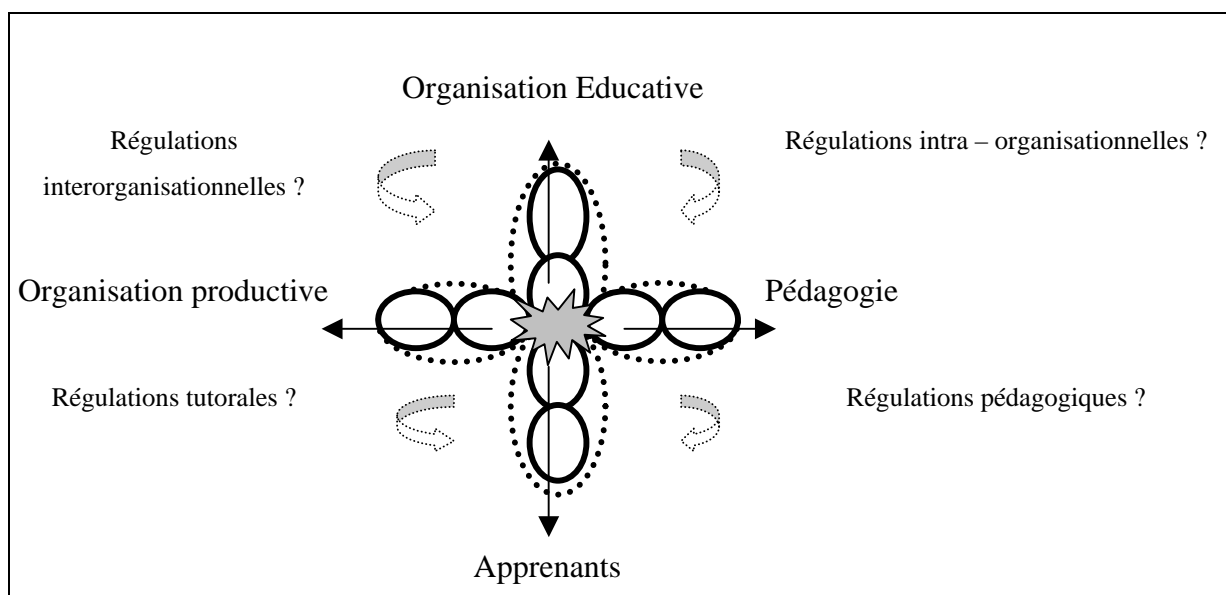 Organisation Educative
Régulations
interorganisationnelles ?
Régulations intra – organisationnelles ?
Organisation productive
Pédagogie
Régulations tutorales ?
Régulations pédagogiques ?
Apprenants